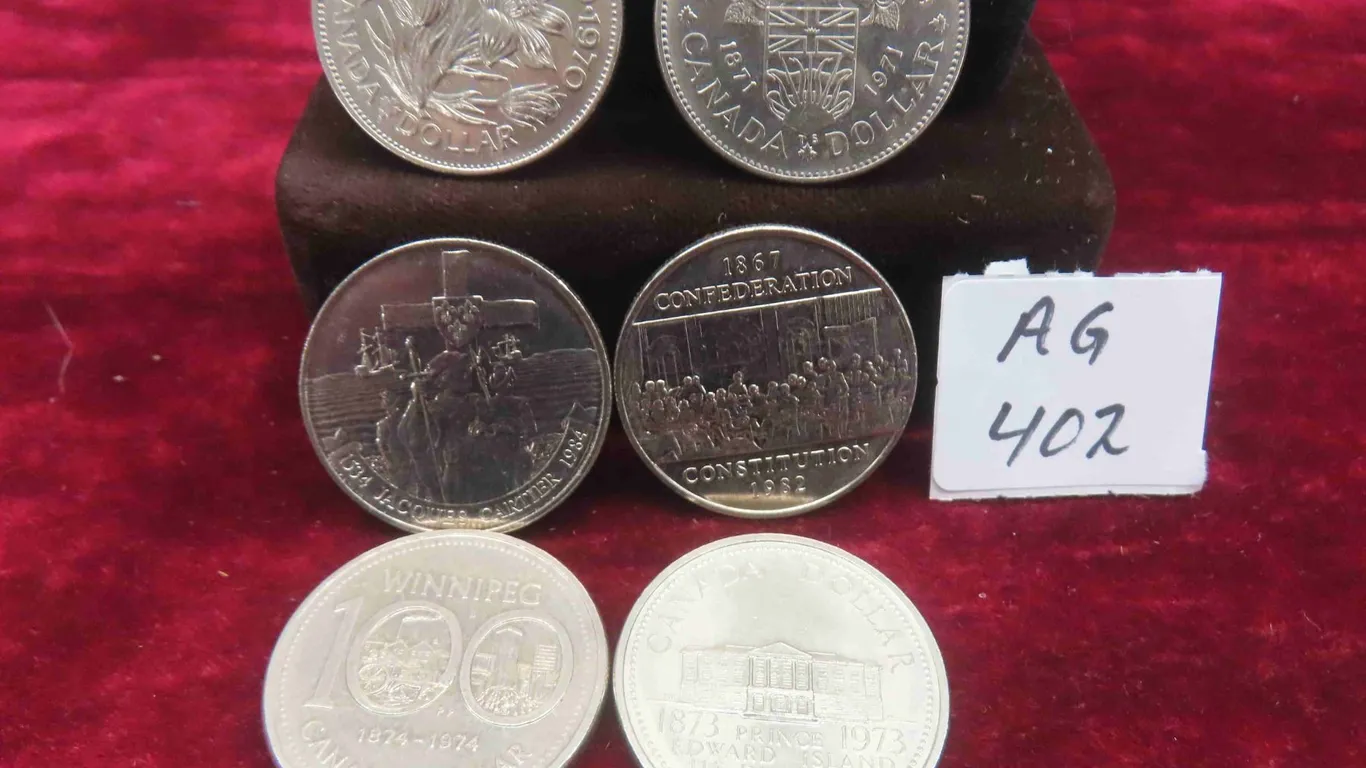 CANADA DOLLAR
1970
1871 1971
CANADA DS DOLLAR
1534 JACQUES CARTIER 1984
1867
CONFEDERATION
CONSTITUTION
1982
AG
402
WINNIPEG
100
1874-1974
CANADA DOLLAR
1873 PRINCE 1973
EDWARD ISLAND